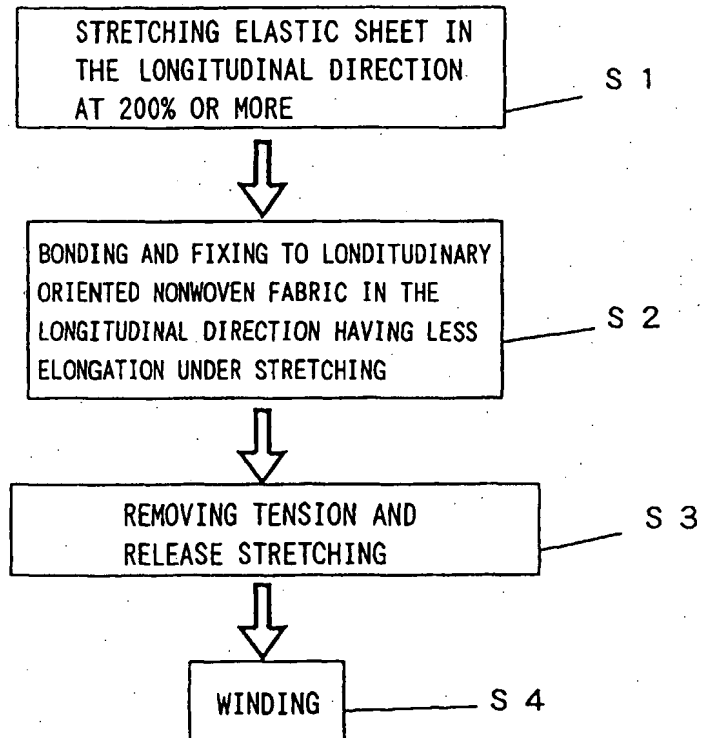 STRETCHING ELASTIC SHEET IN
THE LONGITUDINAL DIRECTION
AT 200% OR MORE
S 1
BONDING AND FIXING TO LONDITUDINARY
ORIENTED NONWOVEN FABRIC IN THE
LONGITUDINAL DIRECTION HAVING LESS
ELONGATION UNDER STRETCHING
S 2
REMOVING TENSION AND
RELEASE STRETCHING
S 3
WINDING
S 4